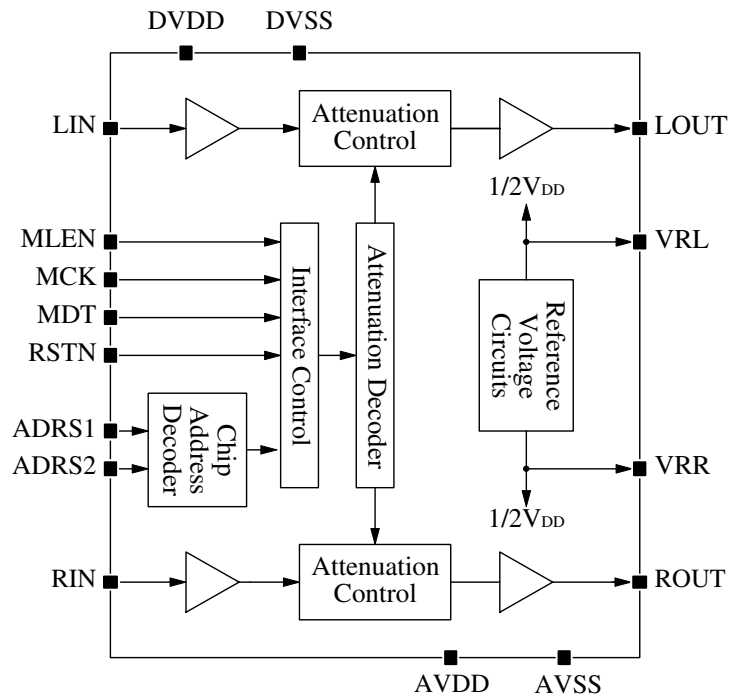 DVDD
DVSS
LIN
Attenuation
Control
LOUT
1/2VDD
MLEN
VRL
MCK
MDT
RSTN
Interface Control
Attenuation Decoder
Reference
Voltage
Circuits
ADRS1
ADRS2
Chip
Address
Decoder
VRR
1/2VDD
RIN
Attenuation
Control
ROUT
AVDD
AVSS